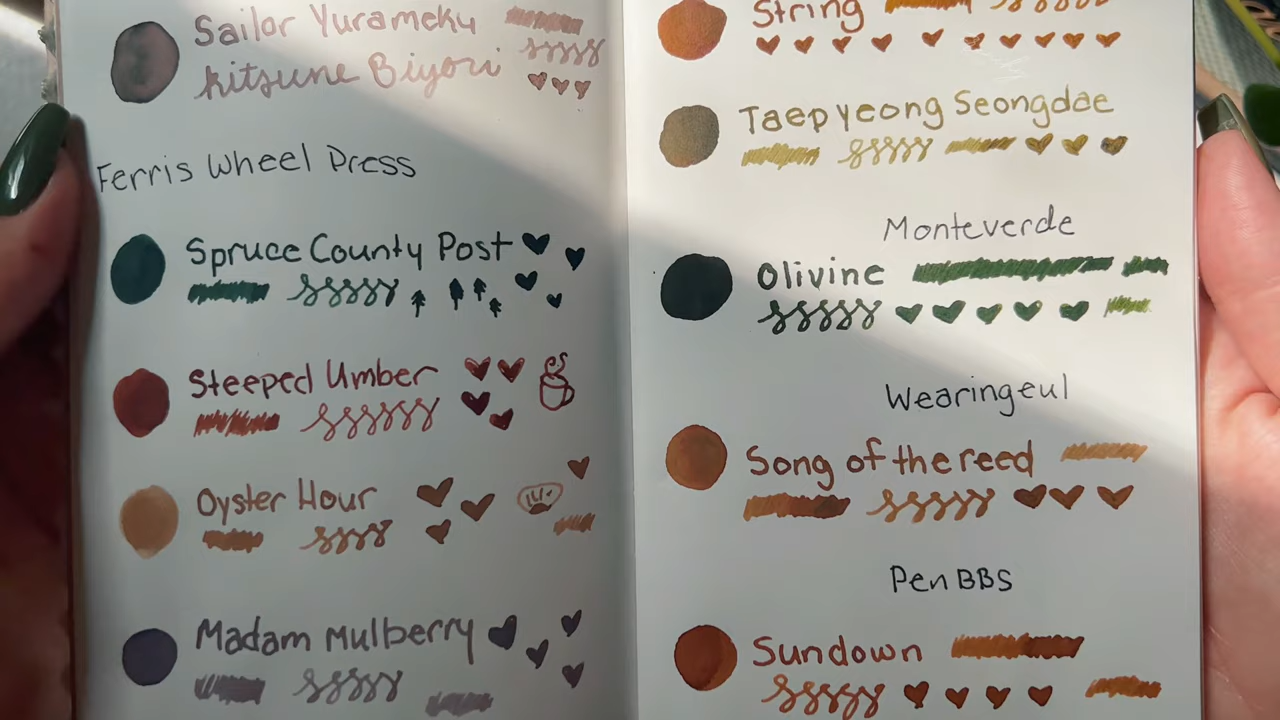 Sailor Yurameku
kitsune Biyori
Ferris Wheel Press
Spruce County Post
Steeped Umber
Oyster Hour
Madam Mulberry
String
Taepyeong Seongdae
Monteverde
Olivine
Wearingeul
Song of the reed
Pen BBS
Sundown